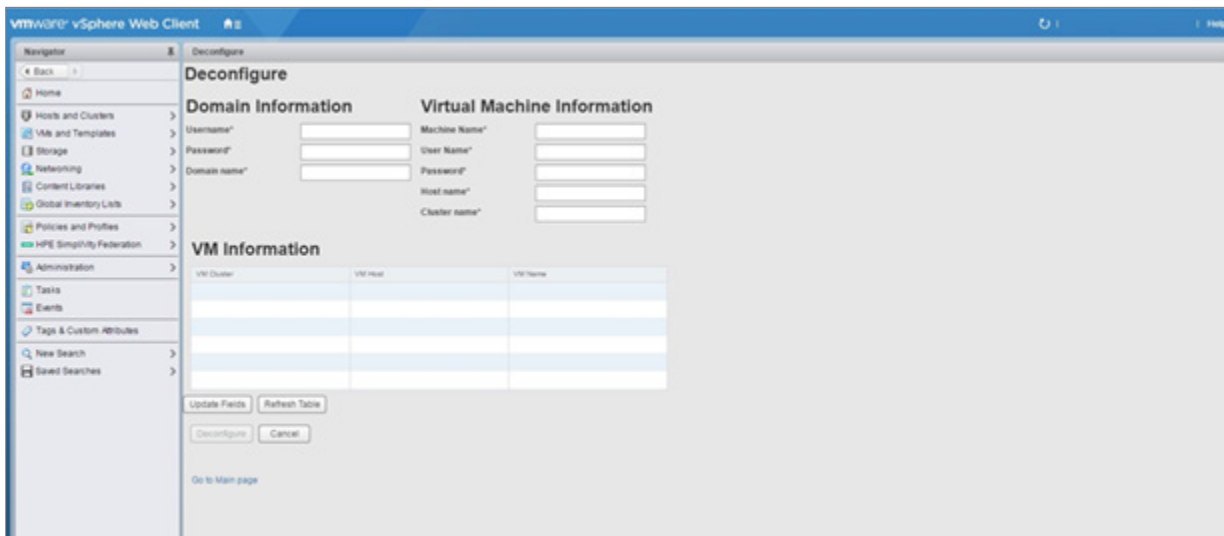 vmware® vSphere Web Client
Help
Navigator
Deconfigure
Back
Deconfigure
Home
Domain Information
Virtual Machine Information
Hosts and Clusters
Username*
Machine Name*
VMs and Templates
Password*
User Name*
Storage
Domain name*
Password*
Networking
Host name*
Content Libraries
Cluster name*
Global Inventory Lists
Policies and Profiles
HPE SimpliVity Federation
VM Information
Administration
VM Cluster
VM Host
VM Name
Tasks
Events
Tags & Custom Attributes
New Search
Saved Searches
Update Fields
Refresh Table
Deconfigure
Cancel
Go to Main page